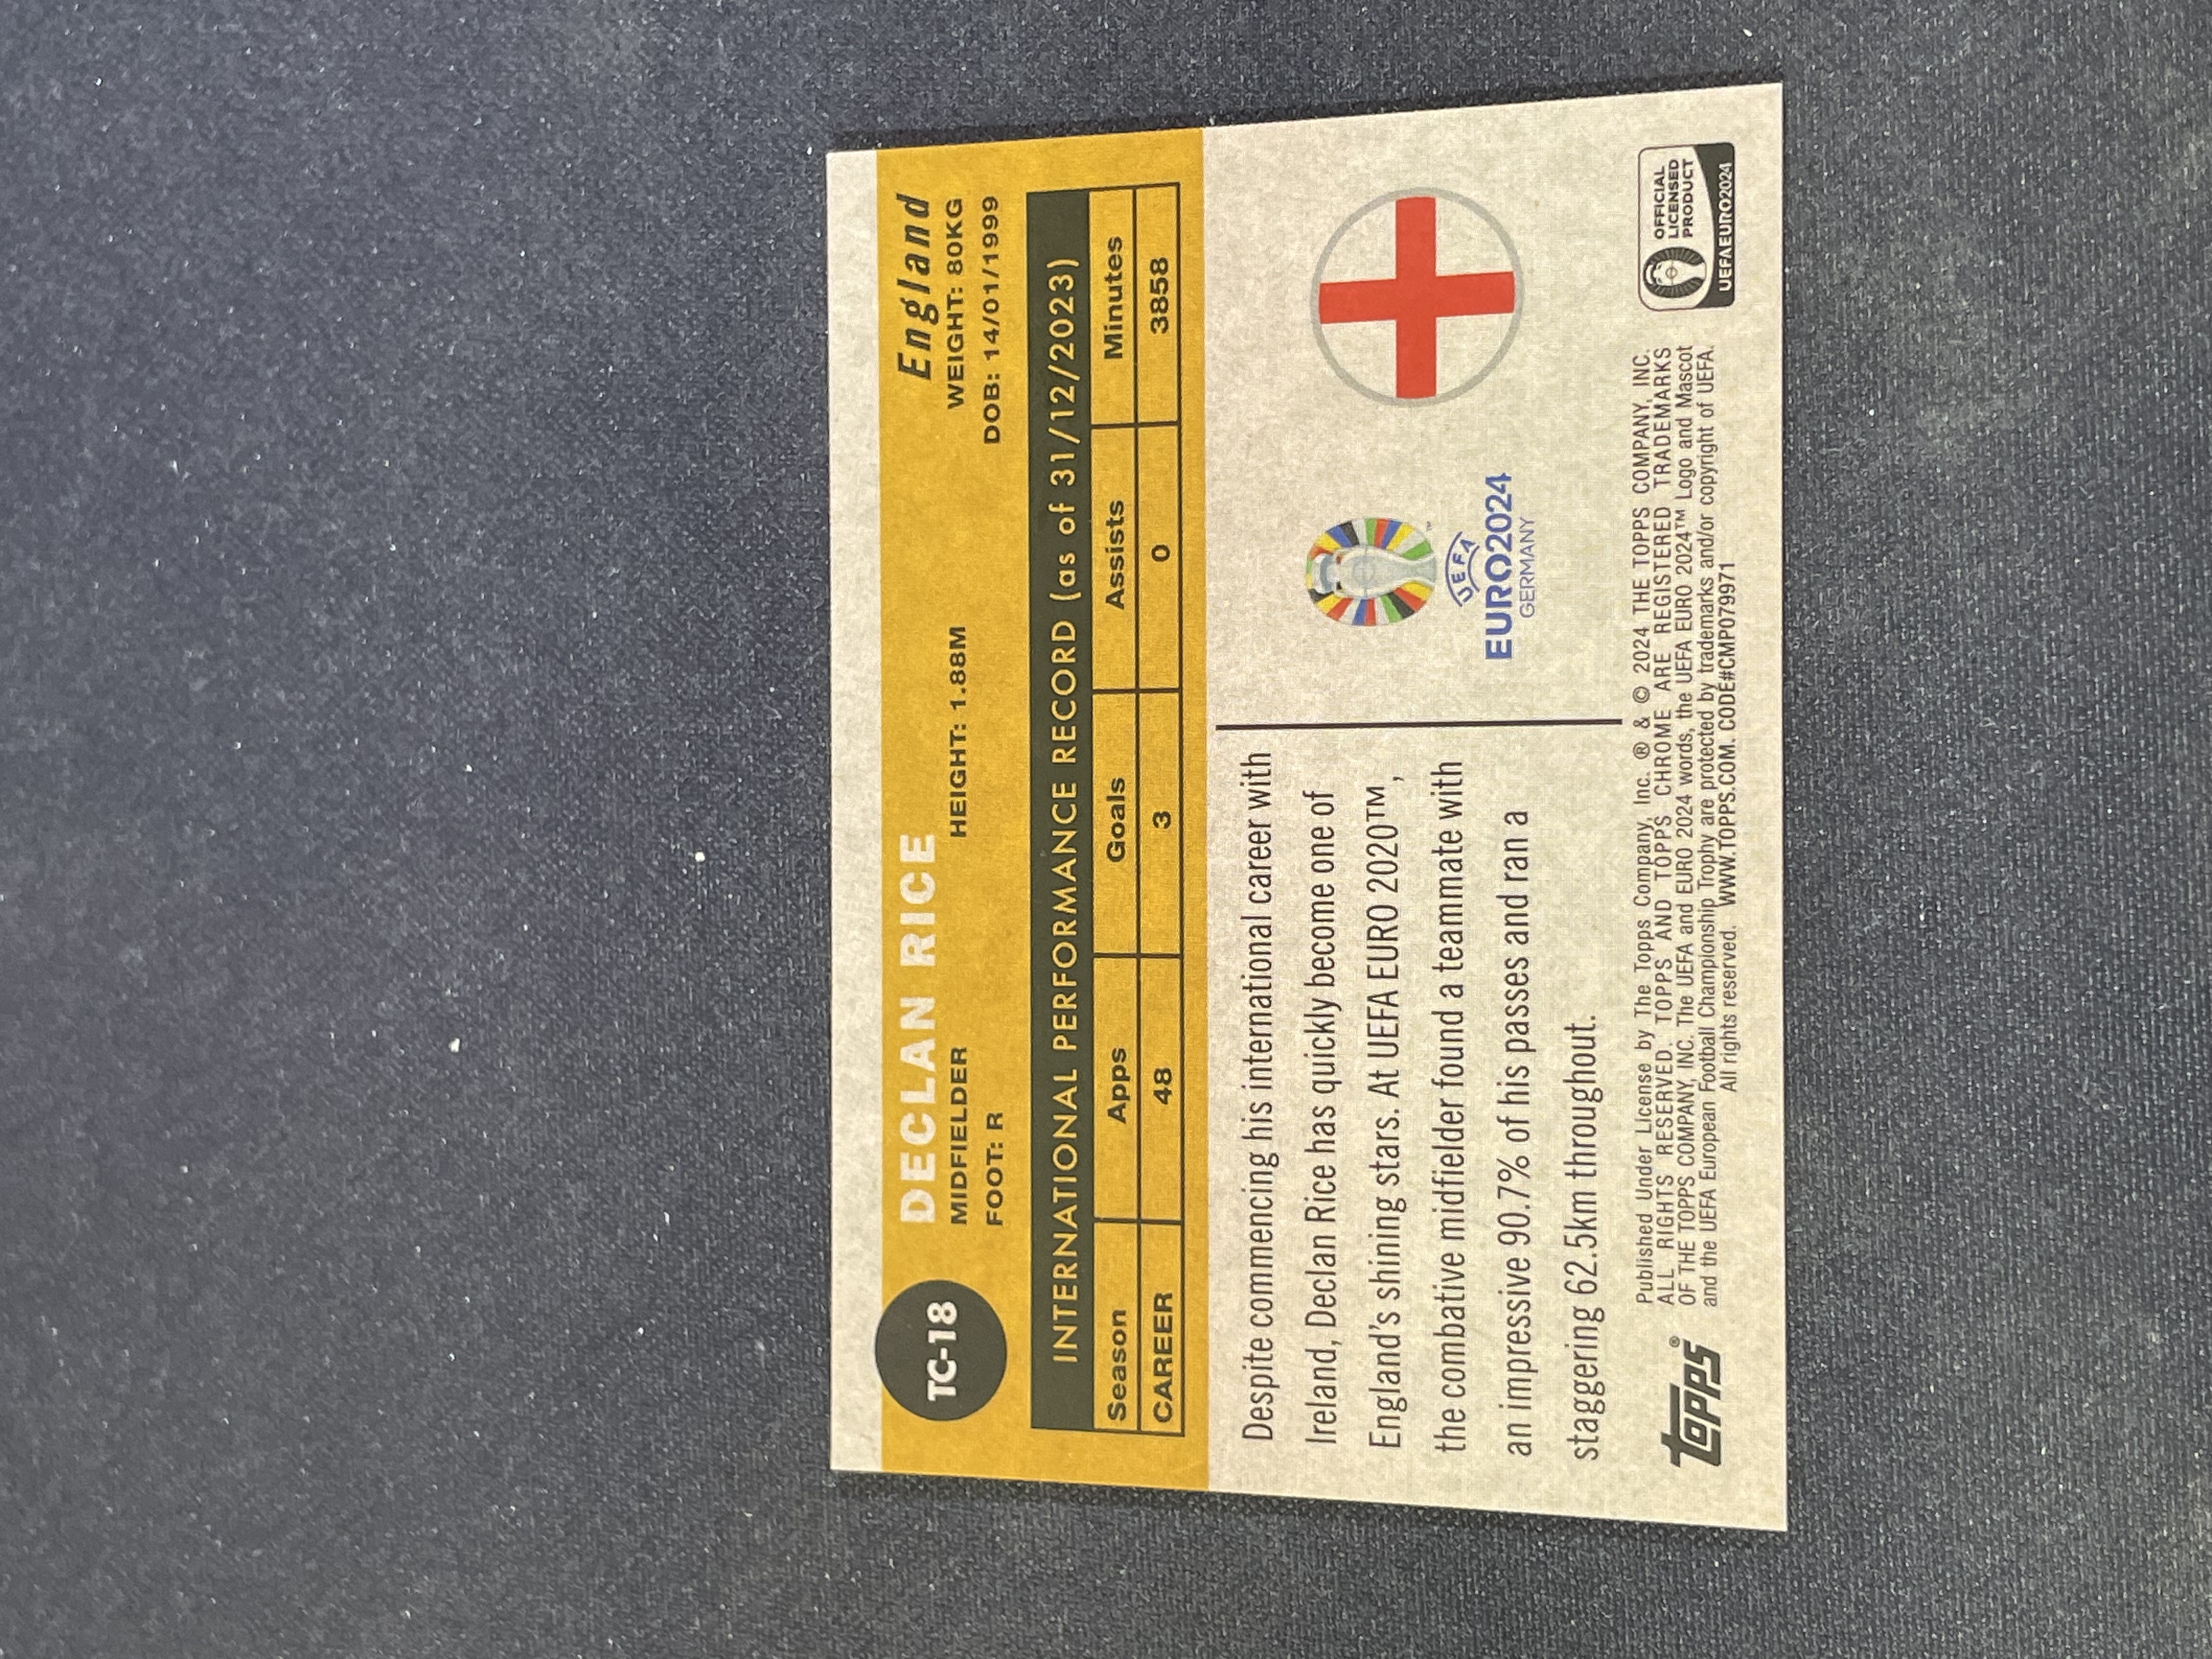 TC-18
DECLAN RICE
England
MIDFIELDER
HEIGHT: 1.88M
WEIGHT: 80KG
FOOT: R
DOB: 14/01/1999
INTERNATIONAL PERFORMANCE RECORD (as of 31/12/2023)
Season Apps Goals Assists Minutes
CAREER 48 3 0 3858
Despite commencing his international career with
Ireland, Declan Rice has quickly become one of
England's shining stars. At UEFA EURO 2020™,
the combative midfielder found a teammate with
an impressive 90.7% of his passes and ran a
staggering 62.5km throughout.
™
UEFA
EURO2024
GERMANY
topps®
Published Under License by The Topps Company, Inc. ® & © 2024 THE TOPPS COMPANY, INC.
ALL RIGHTS RESERVED. TOPPS AND TOPPS CHROME ARE REGISTERED TRADEMARKS
OF THE TOPPS COMPANY, INC. The UEFA and EURO 2024 words, the UEFA EURO 2024™ Logo and Mascot
and the UEFA European Football Championship Trophy are protected by trademarks and/or copyright of UEFA.
All rights reserved. WWW.TOPPS.COM. CODE#CMP079971
OFFICIAL
LICENSED
PRODUCT
UEFA EURO2024